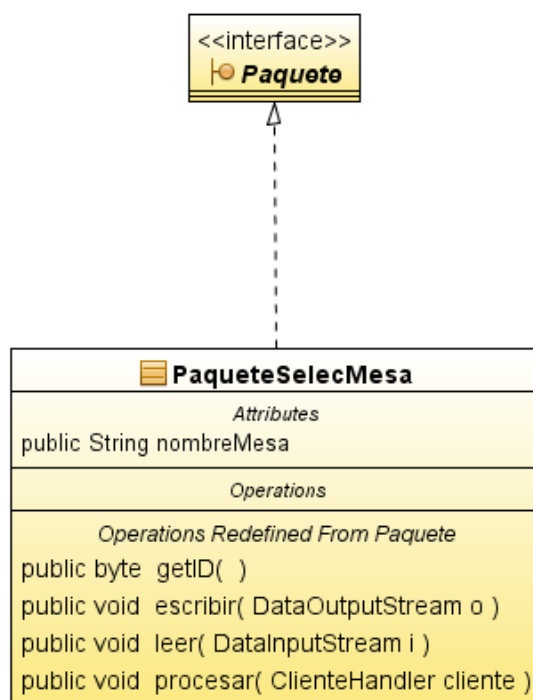 <<interface>>
Paquete
PaqueteSelecMesa
Attributes
public String nombreMesa
Operations
Operations Redefined From Paquete
public byte getID( )
public void escribir( DataOutputStream o )
public void leer( DataInputStream i )
public void procesar( ClienteHandler cliente )